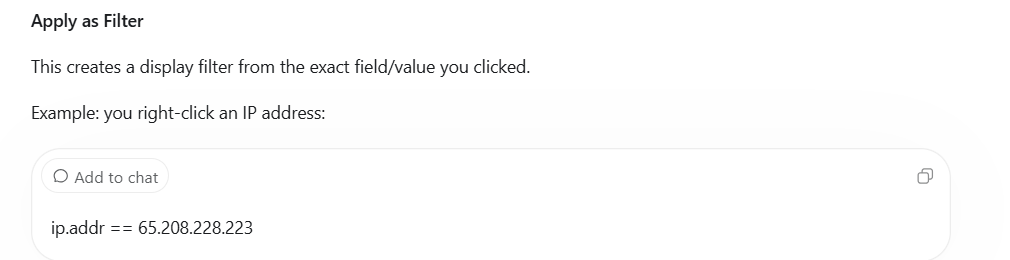 Apply as Filter
This creates a display filter from the exact field/value you clicked.
Example: you right-click an IP address:
Add to chat
ip.addr == 65.208.228.223